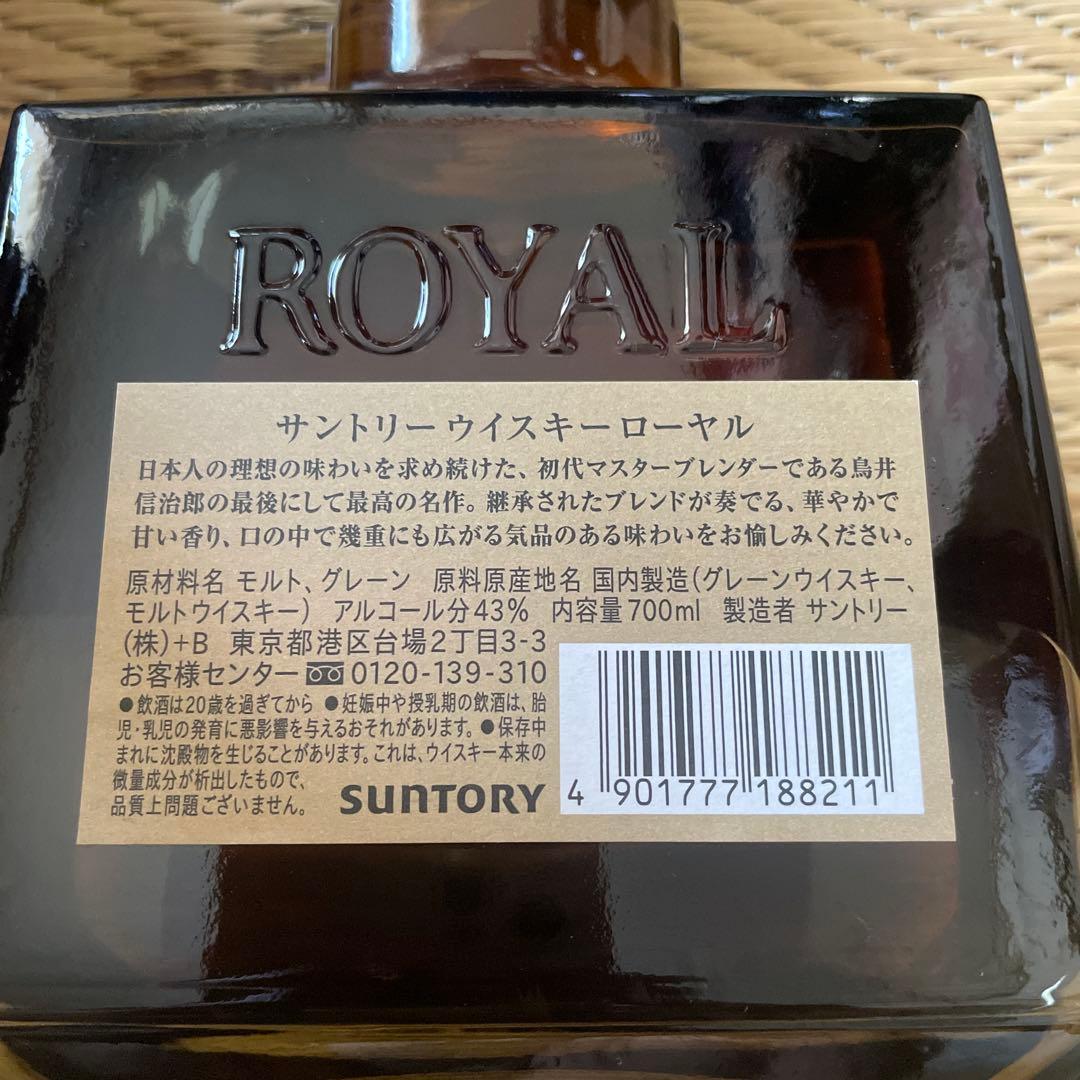 ROYAL
サントリー ウイスキー ローヤル
日本人の理想の味わいを求め続けた、初代マスターブレンダーである鳥井
信治郎の最後にして最高の名作。継承されたブレンドが奏でる、華やかで
甘い香り、口の中で幾重にも広がる気品のある味わいをお愉しみください。
原材料名 モルト、グレーン 原料原産地名 国内製造(グレーンウイスキー、
モルトウイスキー) アルコール分43% 内容量700ml 製造者 サントリー
(株)+B 東京都港区台場2丁目3-3
お客様センター 0120-139-310
●飲酒は20歳を過ぎてから ●妊娠中や授乳期の飲酒は、胎
児・乳児の発育に悪影響を与えるおそれがあります。●保存中
まれに沈殿物を生じることがあります。これは、ウイスキー本来の
微量成分が析出したもので、
品質上問題ございません。
SUNTORY
4 901777 188211